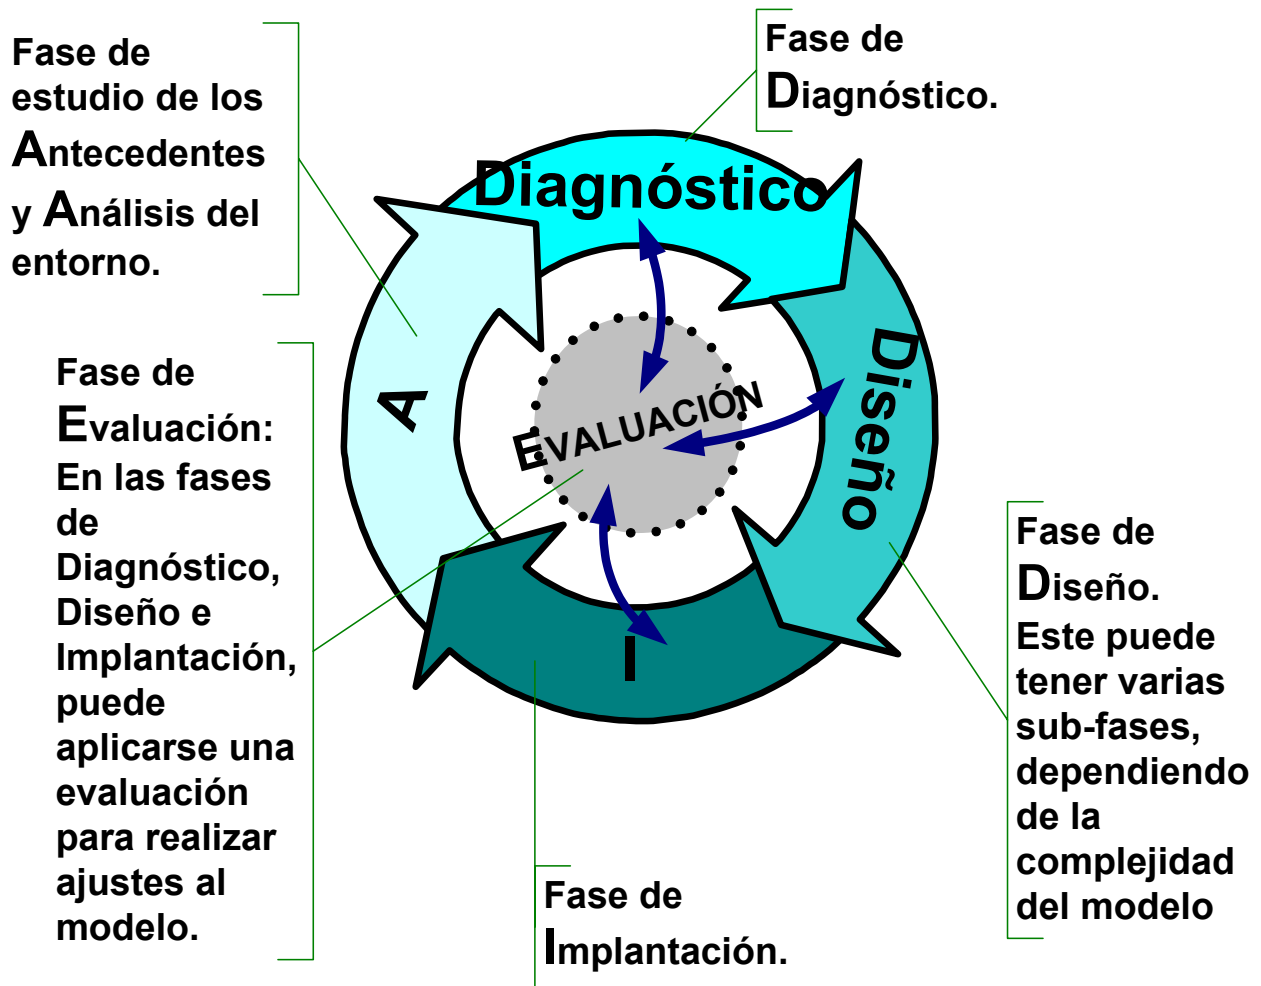 Fase de
estudio de los
Antecedentes
y Análisis del
entorno.
Fase de
Diagnóstico.
Diagnóstico
Diseño
I
A
EVALUACIÓN
Fase de
Evaluación:
En las fases
de
Diagnóstico,
Diseño e
Implantación,
puede
aplicarse una
evaluación
para realizar
ajustes al
modelo.
Fase de
Diseño.
Este puede
tener varias
sub-fases,
dependiendo
de la
complejidad
del modelo
Fase de
Implantación.